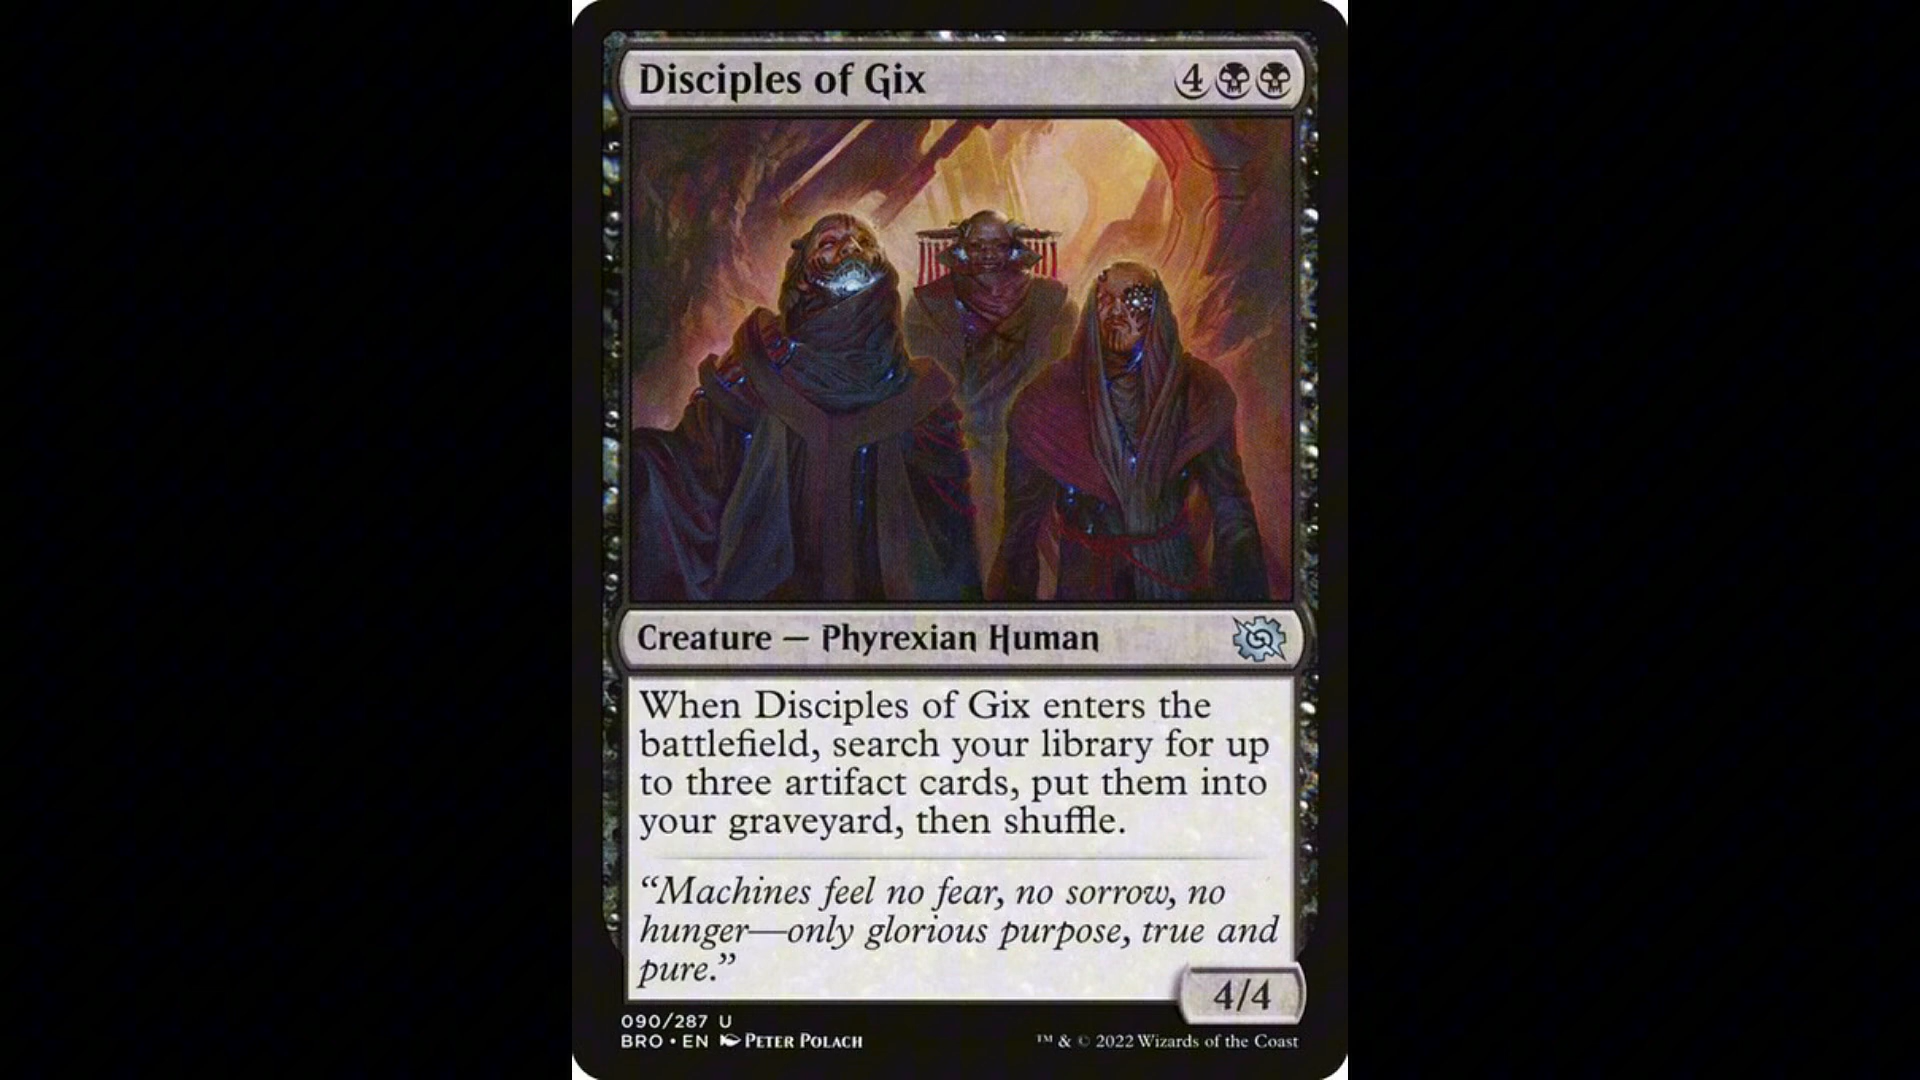 Disciples of Gix 4
Creature — Phyrexian Human
When Disciples of Gix enters the
battlefield, search your library for up
to three artifact cards, put them into
your graveyard, then shuffle.
“Machines feel no fear, no sorrow, no
hunger—only glorious purpose, true and
pure.”
4/4
090/287 U
BRO • EN PETER POLACH
™ & © 2022 Wizards of the Coast